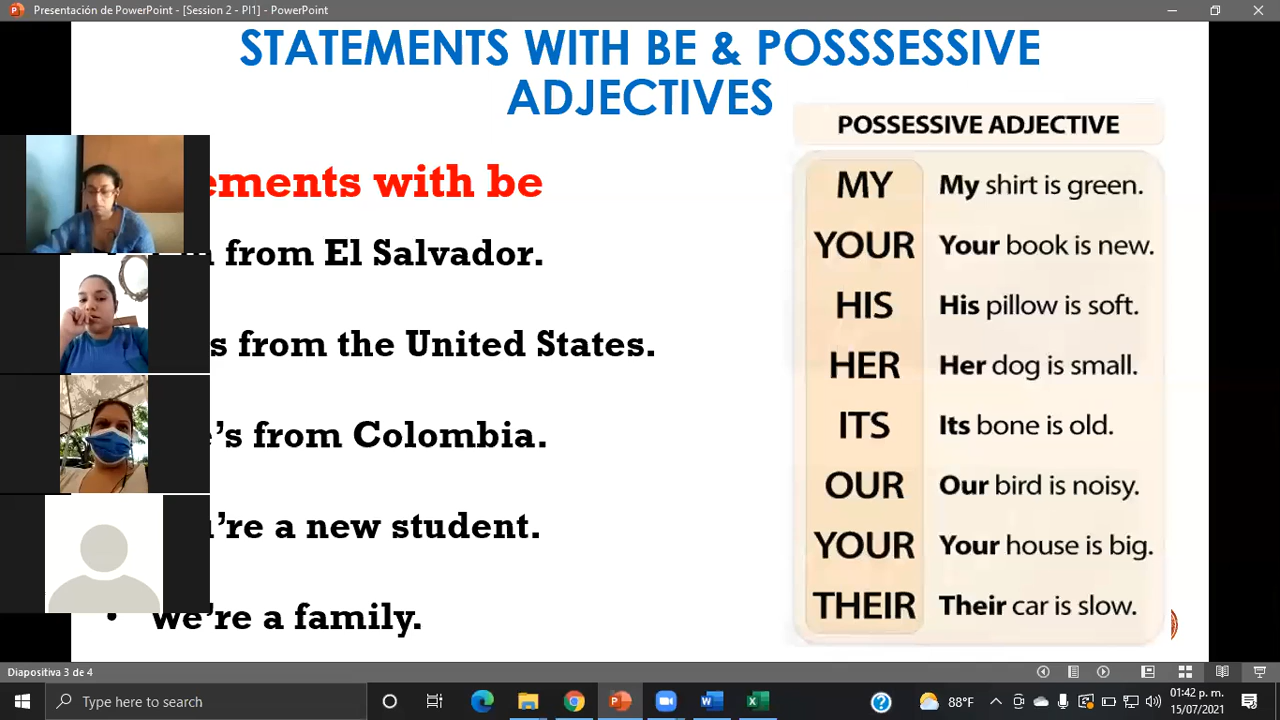 Presentación de PowerPoint - [Session 2 - PI1] - PowerPoint
STATEMENTS WITH BE & POSSSESSIVE
ADJECTIVES
POSSESSIVE ADJECTIVE
with be
from El Salvador.
from the United States.
from Colombia.
a new student.
• We're a family.
MY My shirt is green.
YOUR Your book is new.
HIS His pillow is soft.
HER Her dog is small.
ITS Its bone is old.
OUR Our bird is noisy.
YOUR Your house is big.
THEIR Their car is slow.
Diapositiva 3 de 4
Type here to search
88°F
01:42 p. m.
15/07/2021